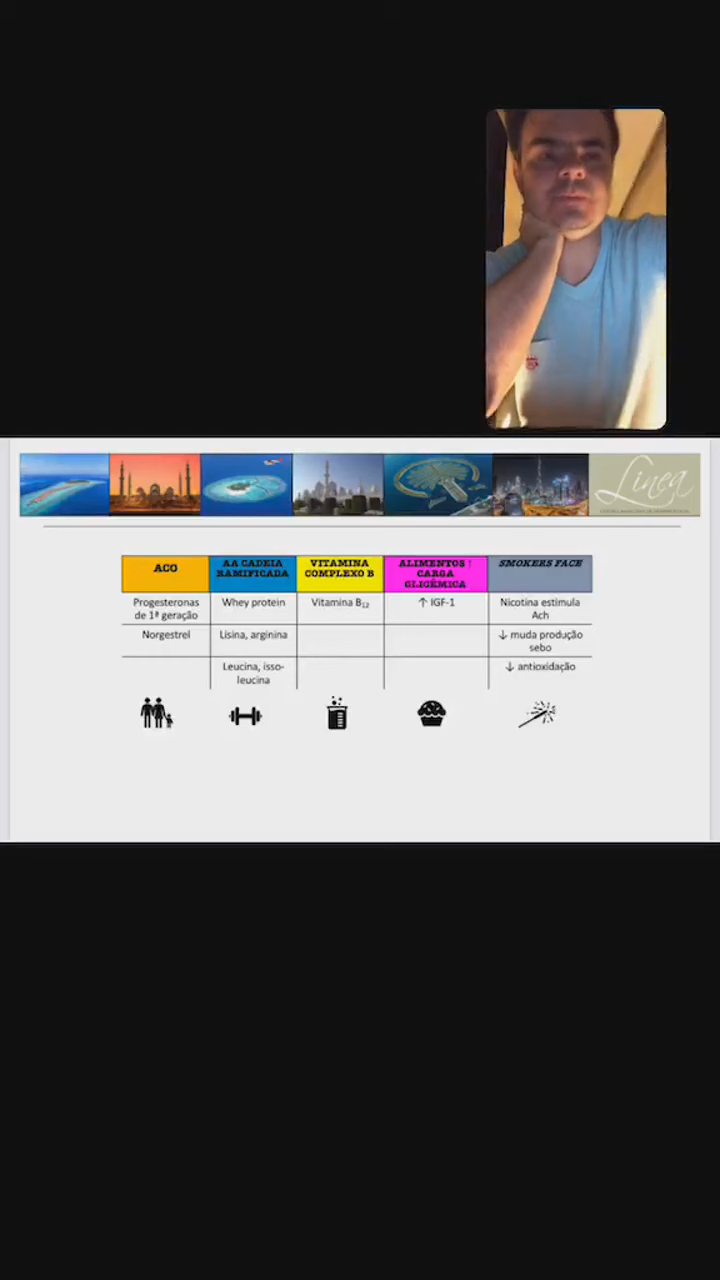 Linea
ACO
AA CADEIA
RAMIFICADA
VITAMINA
COMPLEXO B
ALIMENTOS ↑
CARGA
GLICÊMICA
SMOKERS FACE
Progesteronas
de 1ª geração
Whey protein
Vitamina B₁₂
↑ IGF-1
Nicotina estimula
Ach
Norgestrel
Lisina, arginina
↓ muda produção
sebo
Leucina, isso-
leucina
↓ antioxidação